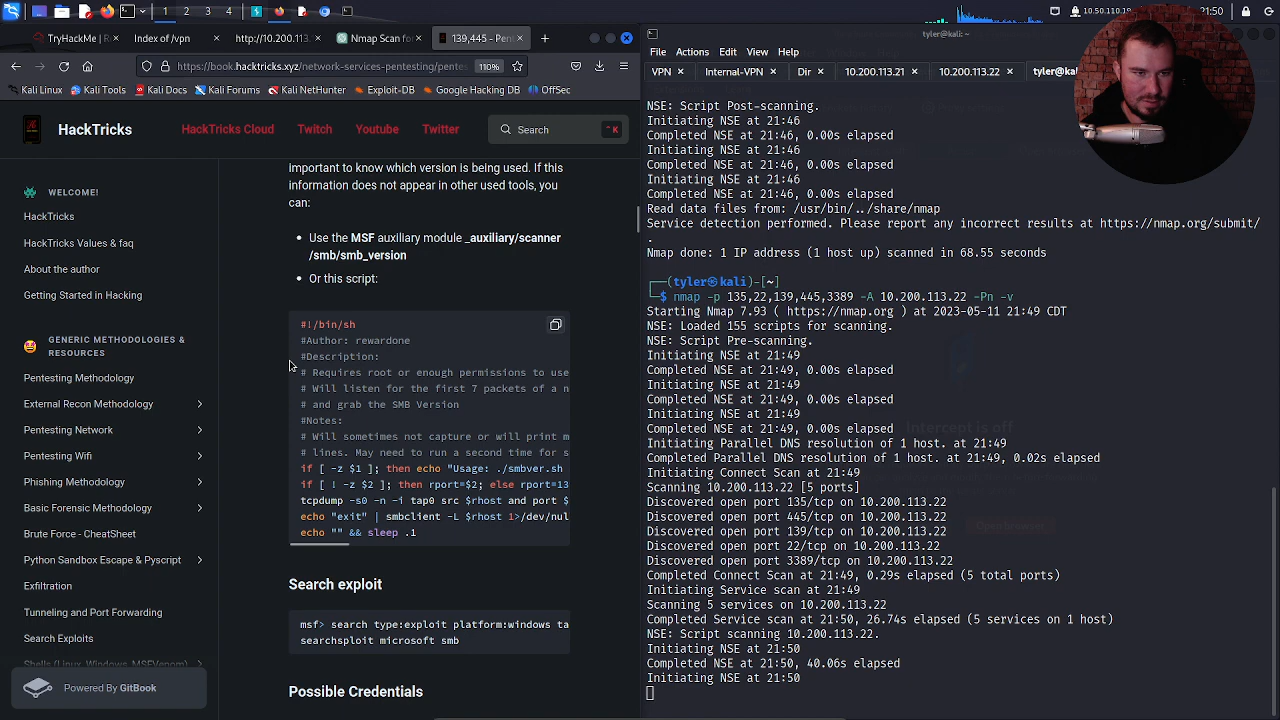 1 2 3 4
10.50.110.19
21:50
TryHackMe | R
Index of /vpn
http://10.200.113
Nmap Scan for
139,445 - Pent
https://book.hacktricks.xyz/network-services-pentesting/pente
110%
Kali Linux
Kali Tools
Kali Docs
Kali Forums
Kali NetHunter
Exploit-DB
Google Hacking DB
OffSec
HackTricks
HackTricks Cloud
Twitch
Youtube
Twitter
Search
K
WELCOME!
HackTricks
HackTricks Values & faq
About the author
Getting Started in Hacking
GENERIC METHODOLOGIES &
RESOURCES
Pentesting Methodology
External Recon Methodology
Pentesting Network
Pentesting Wifi
Phishing Methodology
Basic Forensic Methodology
Brute Force - CheatSheet
Python Sandbox Escape & Pyscript
Exfiltration
Tunneling and Port Forwarding
Search Exploits
Shells (Linux, Windows, MSFVenom)
Powered By GitBook
important to know which version is being used. If this
information does not appear in other used tools, you
can:
• Use the MSF auxiliary module _auxiliary/scanner
/smb/smb_version
• Or this script:
#!/bin/sh
#Author: rewardone
#Description:
# Requires root or enough permissions to use
# Will listen for the first 7 packets of a n
# and grab the SMB Version
#Notes:
# Will sometimes not capture or will print m
# lines. May need to run a second time for s
if [ -z $1 ]; then echo "Usage: ./smbver.sh
if [ ! -z $2 ]; then rport=$2; else rport=13
tcpdump -s0 -n -i tap0 src $rhost and port $
echo "exit" | smbclient -L $rhost 1>/dev/nul
echo "" && sleep .1
Search exploit
msf> search type:exploit platform:windows ta
searchsploit microsoft smb
Possible Credentials
tyler@kali: ~
File Actions Edit View Help
VPN
Internal-VPN
Dir
10.200.113.21
10.200.113.22
tyler@kal
NSE: Script Post-scanning.
Initiating NSE at 21:46
Completed NSE at 21:46, 0.00s elapsed
Initiating NSE at 21:46
Completed NSE at 21:46, 0.00s elapsed
Initiating NSE at 21:46
Completed NSE at 21:46, 0.00s elapsed
Read data files from: /usr/bin/../share/nmap
Service detection performed. Please report any incorrect results at https://nmap.org/submit/
.
Nmap done: 1 IP address (1 host up) scanned in 68.55 seconds
┌──(tyler㉿kali)-[~]
└─$ nmap -p 135,22,139,445,3389 -A 10.200.113.22 -Pn -v
Starting Nmap 7.93 ( https://nmap.org ) at 2023-05-11 21:49 CDT
NSE: Loaded 155 scripts for scanning.
NSE: Script Pre-scanning.
Initiating NSE at 21:49
Completed NSE at 21:49, 0.00s elapsed
Initiating NSE at 21:49
Completed NSE at 21:49, 0.00s elapsed
Initiating NSE at 21:49
Completed NSE at 21:49, 0.00s elapsed
Initiating Parallel DNS resolution of 1 host. at 21:49
Completed Parallel DNS resolution of 1 host. at 21:49, 0.02s elapsed
Initiating Connect Scan at 21:49
Scanning 10.200.113.22 [5 ports]
Discovered open port 135/tcp on 10.200.113.22
Discovered open port 445/tcp on 10.200.113.22
Discovered open port 139/tcp on 10.200.113.22
Discovered open port 22/tcp on 10.200.113.22
Discovered open port 3389/tcp on 10.200.113.22
Completed Connect Scan at 21:49, 0.29s elapsed (5 total ports)
Initiating Service scan at 21:49
Scanning 5 services on 10.200.113.22
Completed Service scan at 21:50, 26.74s elapsed (5 services on 1 host)
NSE: Script scanning 10.200.113.22.
Initiating NSE at 21:50
Completed NSE at 21:50, 40.06s elapsed
Initiating NSE at 21:50
Intercept is off
Open browser